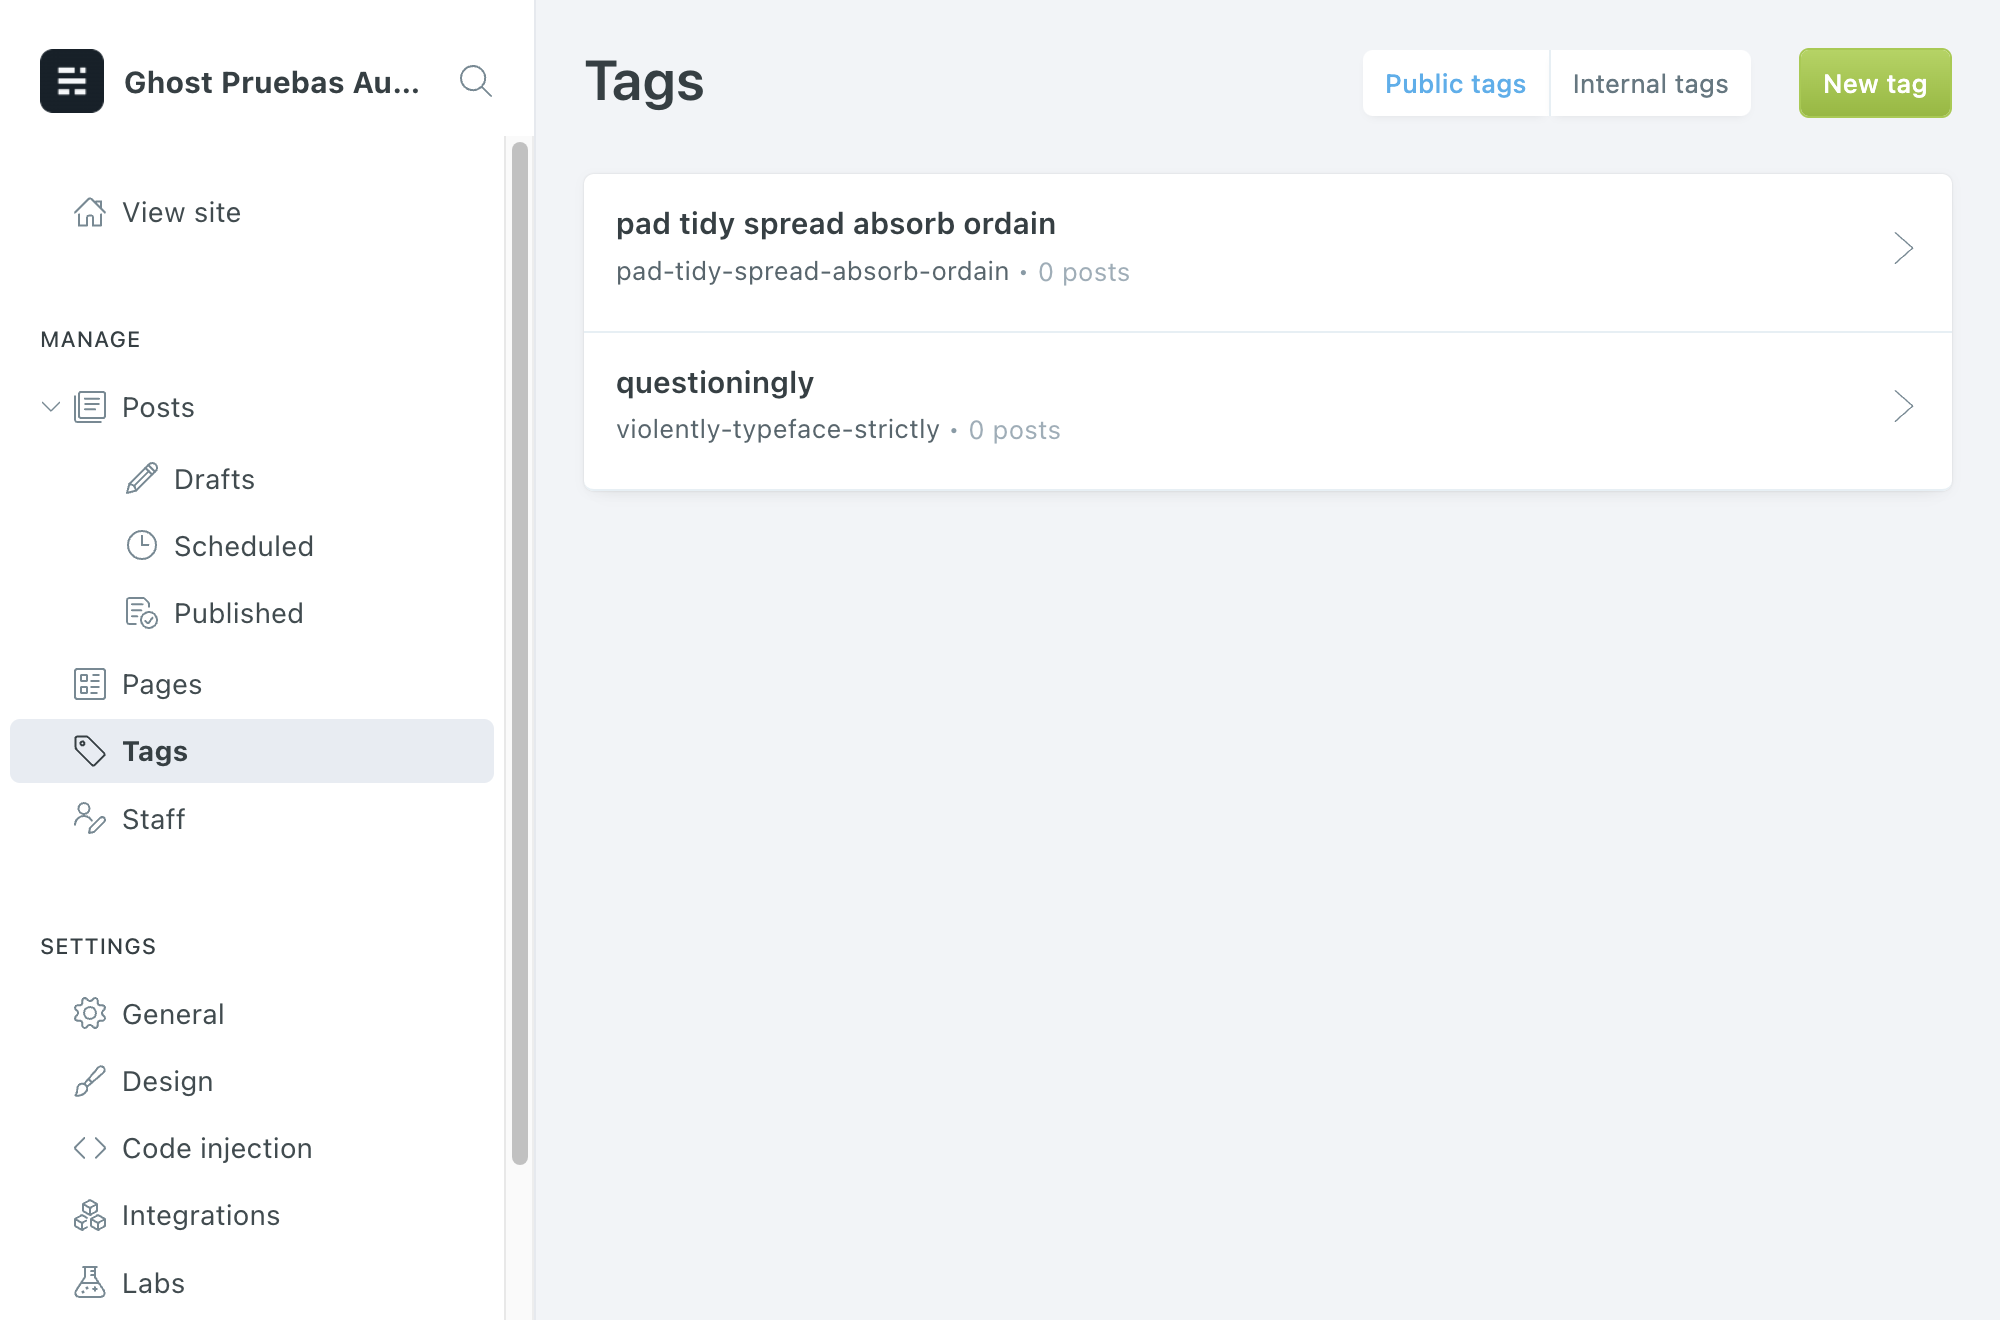 Ghost Pruebas Au...
View site
MANAGE
Posts
Drafts
Scheduled
Published
Pages
Tags
Staff
SETTINGS
General
Design
Code injection
Integrations
Labs
Tags
Public tags
Internal tags
New tag
pad tidy spread absorb ordain
pad-tidy-spread-absorb-ordain • 0 posts
questioningly
violently-typeface-strictly • 0 posts